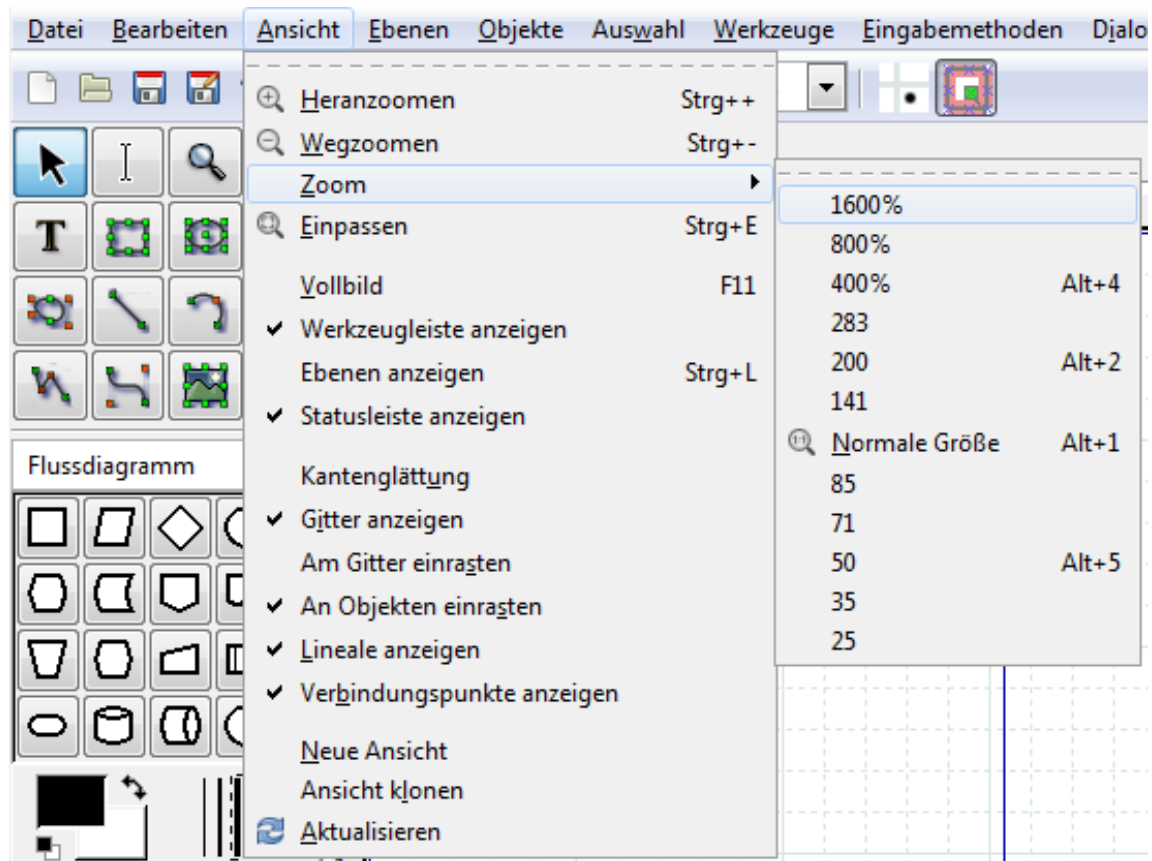 Datei Bearbeiten Ansicht Ebenen Objekte Auswahl Werkzeuge Eingabemethoden Dialo
Heranzoomen Strg++
Wegzoomen Strg+-
Zoom
Einpassen Strg+E
Vollbild F11
Werkzeugleiste anzeigen
Ebenen anzeigen Strg+L
Statusleiste anzeigen
Kantenglättung
Gitter anzeigen
Am Gitter einrasten
An Objekten einrasten
Lineale anzeigen
Verbindungspunkte anzeigen
Neue Ansicht
Ansicht klonen
Aktualisieren
1600%
800%
400% Alt+4
283
200 Alt+2
141
Normale Größe Alt+1
85
71
50 Alt+5
35
25
T
Flussdiagramm